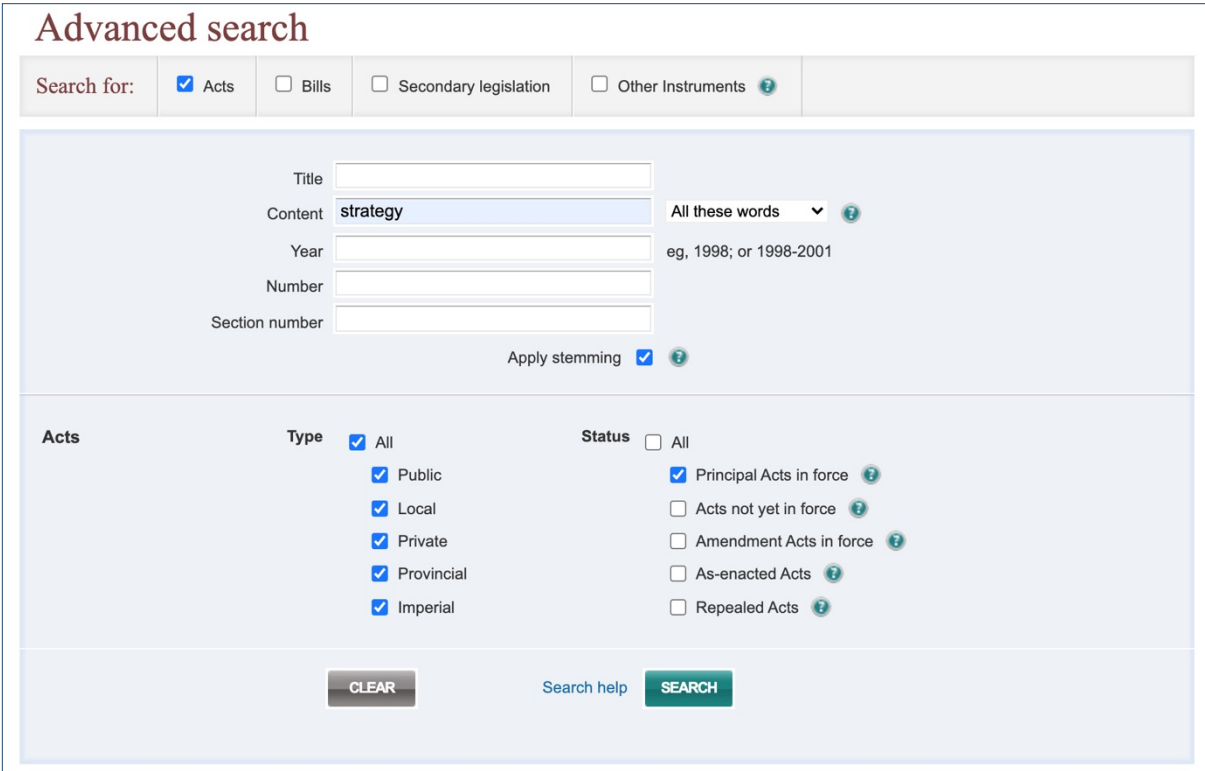 Advanced search
Search for: Acts Bills Secondary legislation Other Instruments ?
Title
Content strategy All these words ?
Year eg, 1998; or 1998-2001
Number
Section number
Apply stemming ?
Acts Type All Status All
Public Principal Acts in force ?
Local Acts not yet in force ?
Private Amendment Acts in force ?
Provincial As-enacted Acts ?
Imperial Repealed Acts ?
CLEAR Search help SEARCH